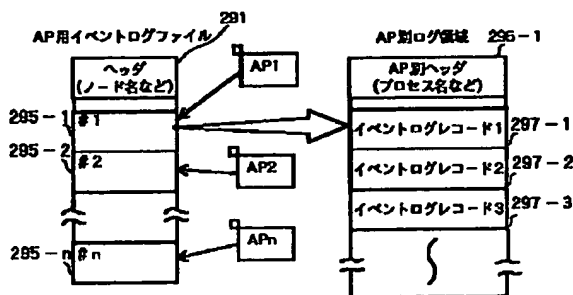 AP用イベントログファイル
291
ヘッダ
(ノード名など)
295-1
#1
295-2
#2
295-n
#n
AP1
AP2
APn
AP別ログ領域
295-1
AP別ヘッダ
(プロセス名など)
イベントログレコード1
297-1
イベントログレコード2
297-2
イベントログレコード3
297-3